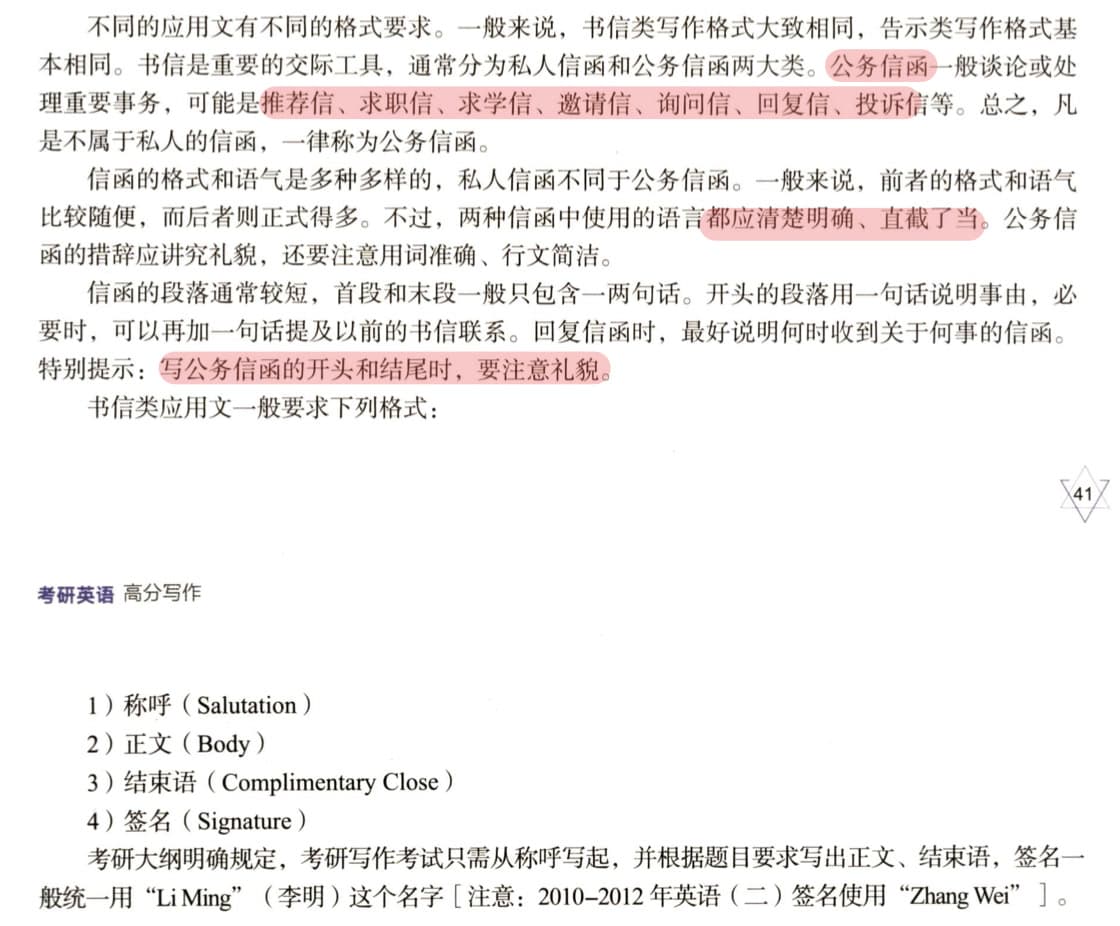 不同的应用文有不同的格式要求。一般来说，书信类写作格式大致相同，告示类写作格式基
本相同。书信是重要的交际工具，通常分为私人信函和公务信函两大类。公务信函一般谈论或处
理重要事务，可能是推荐信、求职信、求学信、邀请信、询问信、回复信、投诉信等。总之，凡
是不属于私人的信函，一律称为公务信函。
信函的格式和语气是多种多样的，私人信函不同于公务信函。一般来说，前者的格式和语气
比较随便，而后者则正式得多。不过，两种信函中使用的语言都应清楚明确、直截了当。公务信
函的措辞应讲究礼貌，还要注意用词准确、行文简洁。
信函的段落通常较短，首段和末段一般只包含一两句话。开头的段落用一句话说明事由，必
要时，可以再加一句话提及以前的书信联系。回复信函时，最好说明何时收到关于何事的信函。
特别提示：写公务信函的开头和结尾时，要注意礼貌。
书信类应用文一般要求下列格式：
41
考研英语 高分写作
1）称呼（Salutation）
2）正文（Body）
3）结束语（Complimentary Close）
4）签名（Signature）
考研大纲明确规定，考研写作考试只需从称呼写起，并根据题目要求写出正文、结束语，签名一
般统一用“Li Ming”（李明）这个名字［注意：2010–2012 年英语（二）签名使用“Zhang Wei”］。